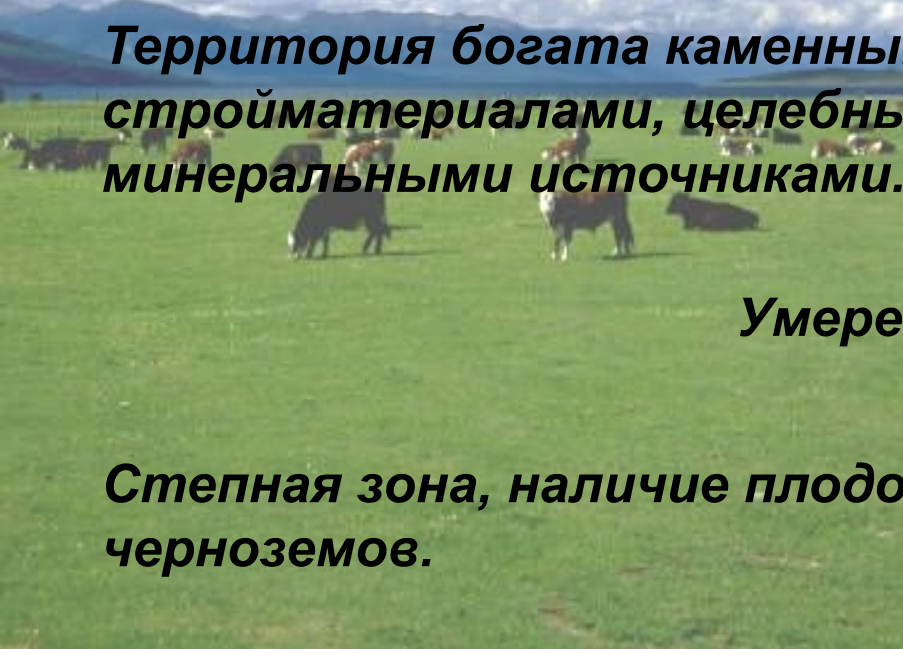 Территория богата каменны
стройматериалами, целебны
минеральными источниками.
Умере
Степная зона, наличие плодо
черноземов.